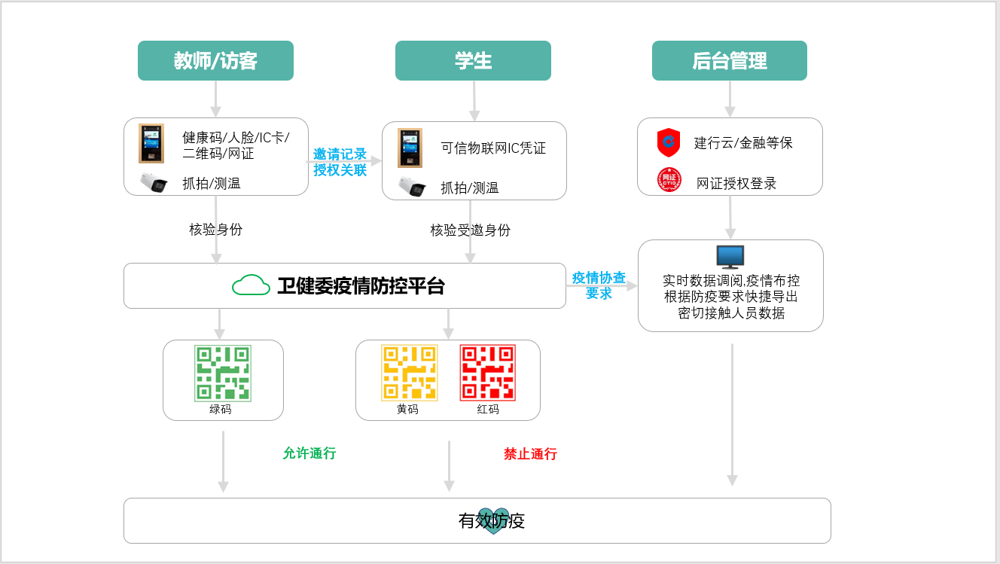 教师/访客
学生
后台管理
健康码/人脸/IC卡/
二维码/网证
抓拍/测温
邀请记录
授权关联
可信物联网IC凭证
抓拍/测温
建行云/金融等保
网证
CTID
网证授权登录
核验身份
核验受邀身份
卫健委疫情防控平台
疫情协查
要求
实时数据调阅,疫情布控
根据防疫要求快捷导出
密切接触人员数据
绿码
黄码
红码
允许通行
禁止通行
有效防疫